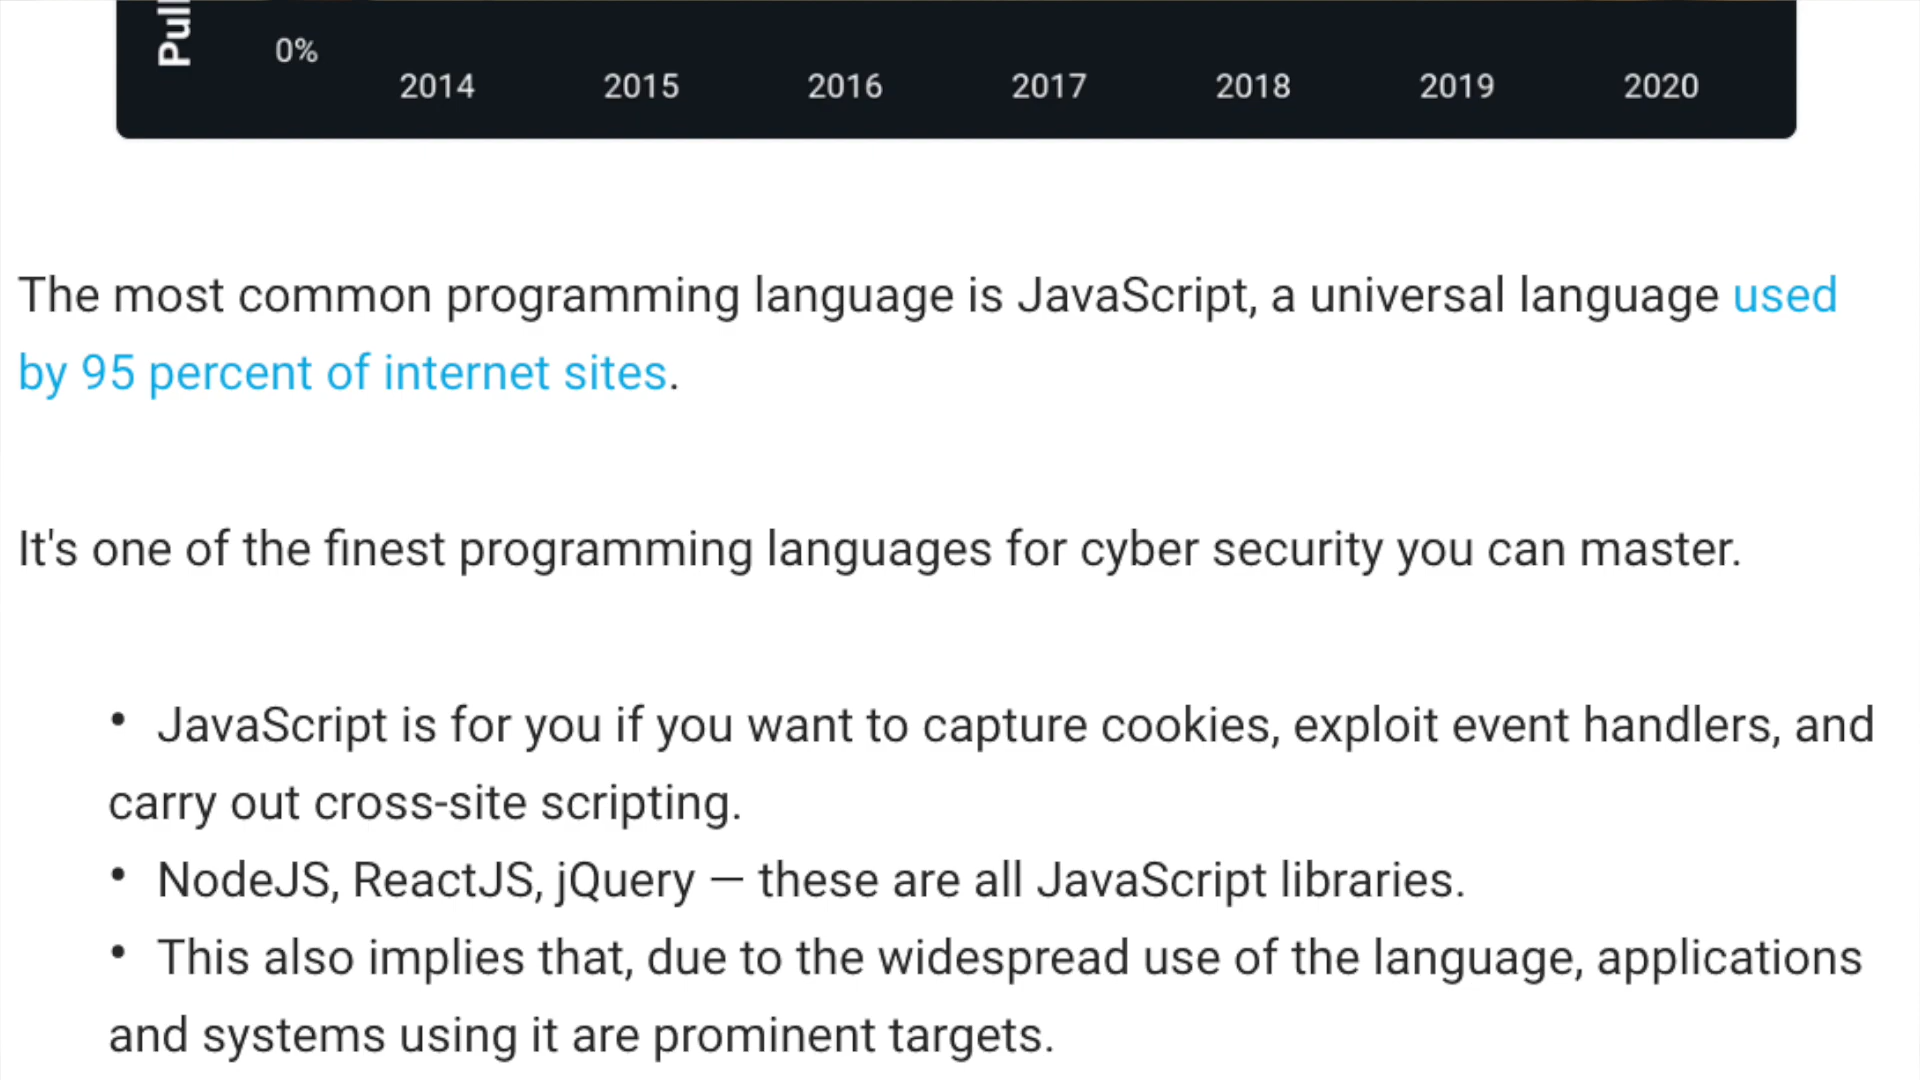 0%
2014 2015 2016 2017 2018 2019 2020
The most common programming language is JavaScript, a universal language used
by 95 percent of internet sites.
It's one of the finest programming languages for cyber security you can master.
• JavaScript is for you if you want to capture cookies, exploit event handlers, and
carry out cross-site scripting.
• NodeJS, ReactJS, jQuery — these are all JavaScript libraries.
• This also implies that, due to the widespread use of the language, applications
and systems using it are prominent targets.